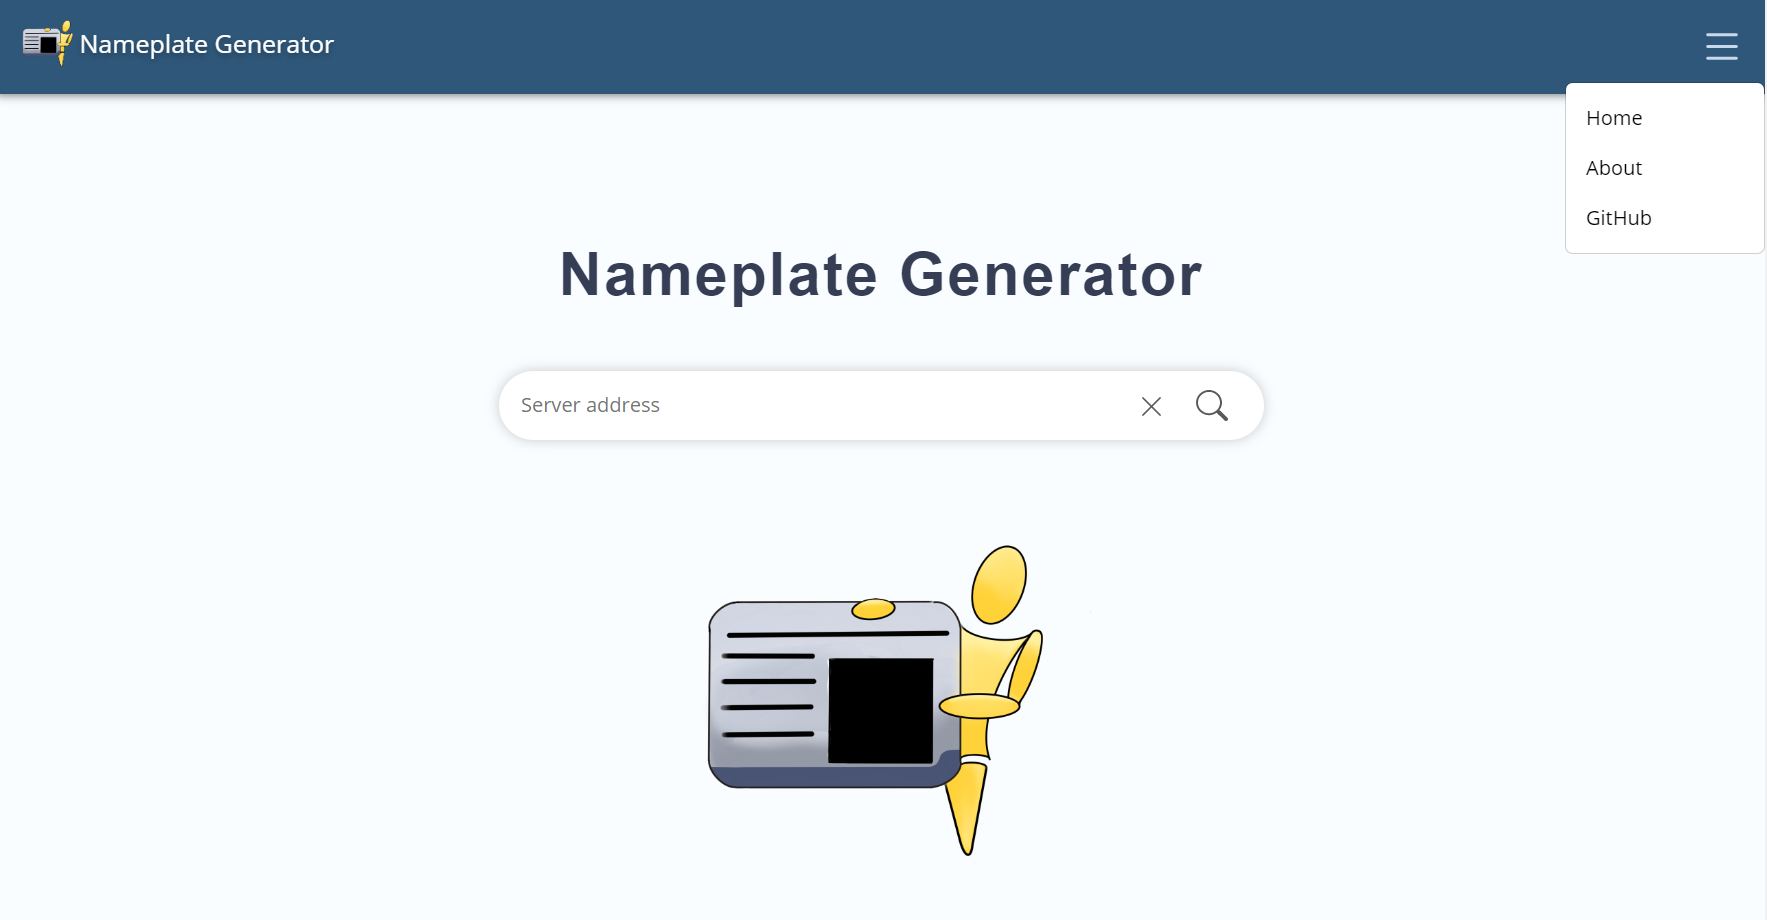 Nameplate Generator
Home
About
GitHub
Nameplate Generator
Server address